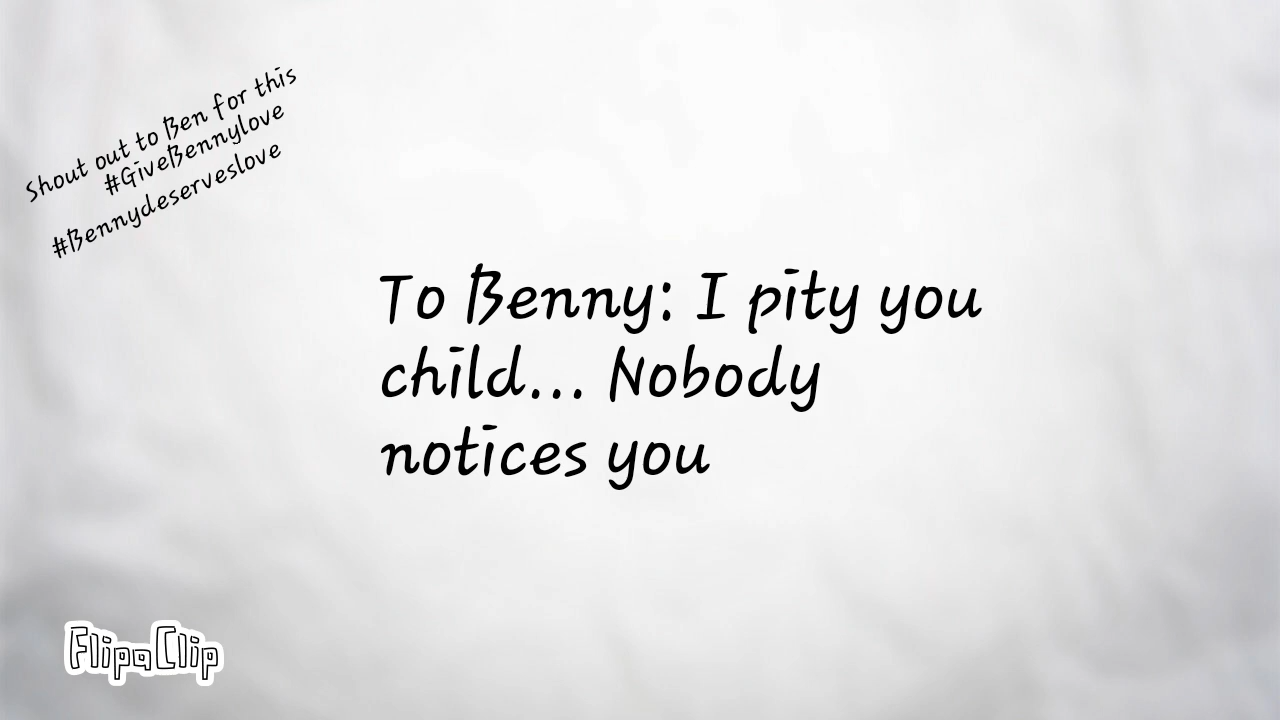 Shout out to Ben for this
#GiveBennylove
#Bennydeserveslove
To Benny: I pity you
child... Nobody
notices you
FlipaClip